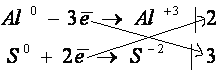 Al⁰ − 3e̅ → Al⁺³ | 2
S⁰ + 2e̅ → S⁻² | 3